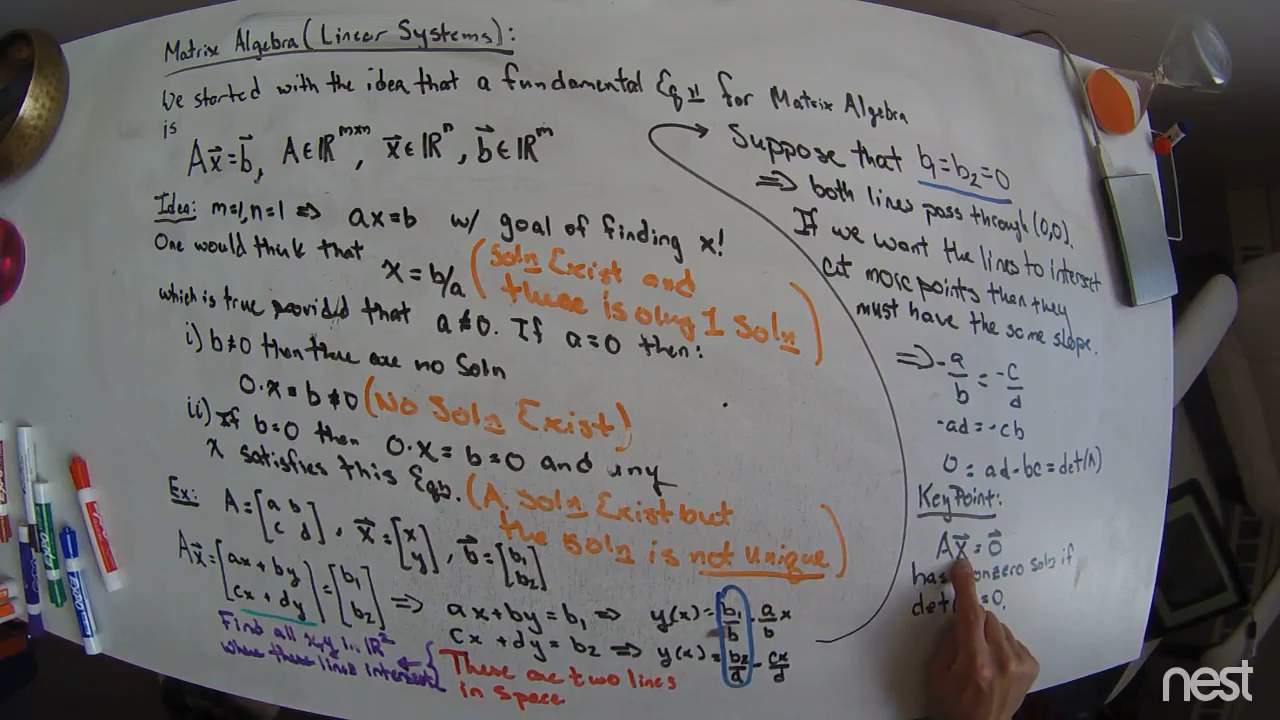 Matrix Algebra (Linear Systems):
We started with the idea that a fundamental Eqn for Matrix Algebra
is
Ax⃗=b⃗, A∈ℝ^{m×n}, x⃗∈ℝ^n, b⃗∈ℝ^m
Idea: m=1, n=1 ⇒ ax=b w/ goal of finding x!
One would think that
x = b/a (Soln Exist and
there is only 1 Soln)
which is true provided that a≠0. If a=0 then:
i) b≠0 then there are no Soln
0·x = b ≠ 0 (No Soln Exist)
ii) If b=0 then 0·x = b = 0 and any
x satisfies this Eqn. (A Soln Exist but
the soln is not unique)
Ex: A = [a b; c d], x⃗ = [x; y], b⃗ = [b₁; b₂]
Ax⃗ = [ax + by; cx + dy] = [b₁; b₂] ⇒ ax+by=b₁ ⇒ y(x) = b₁/b - a/b x
cx+dy=b₂ ⇒ y(x) = b₂/d - cx/d
Find all x,y in ℝ²
where these lines intersect
There are two lines
in space
Suppose that b₁=b₂=0
⇒ both lines pass through (0,0).
If we want the lines to intersect
at more points then they
must have the same slope.
⇒ -a/b = -c/d
-ad = -cb
0 = ad-bc = det(A)
Key Point:
Ax⃗ = 0⃗
has nonzero soln if
=0.
nest